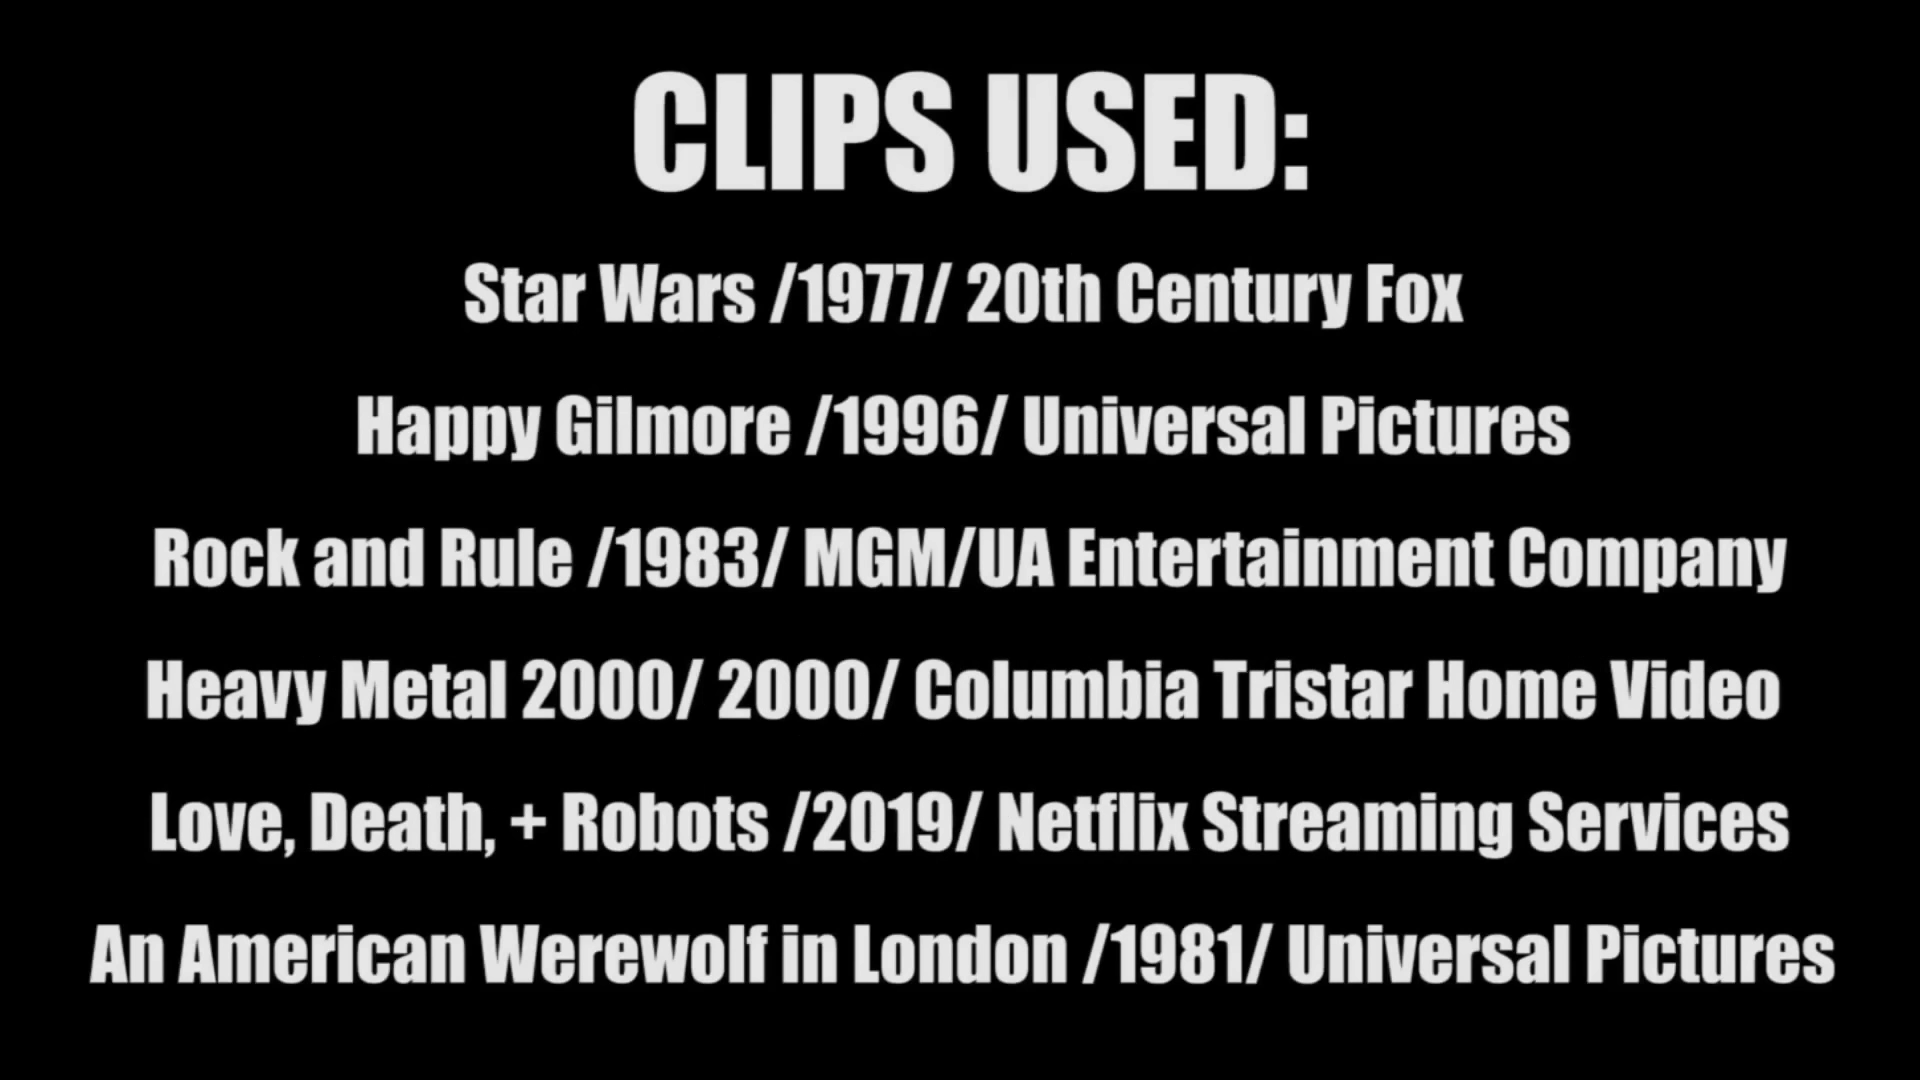 CLIPS USED:
Star Wars /1977/ 20th Century Fox
Happy Gilmore /1996/ Universal Pictures
Rock and Rule /1983/ MGM/UA Entertainment Company
Heavy Metal 2000/ 2000/ Columbia Tristar Home Video
Love, Death, + Robots /2019/ Netflix Streaming Services
An American Werewolf in London /1981/ Universal Pictures